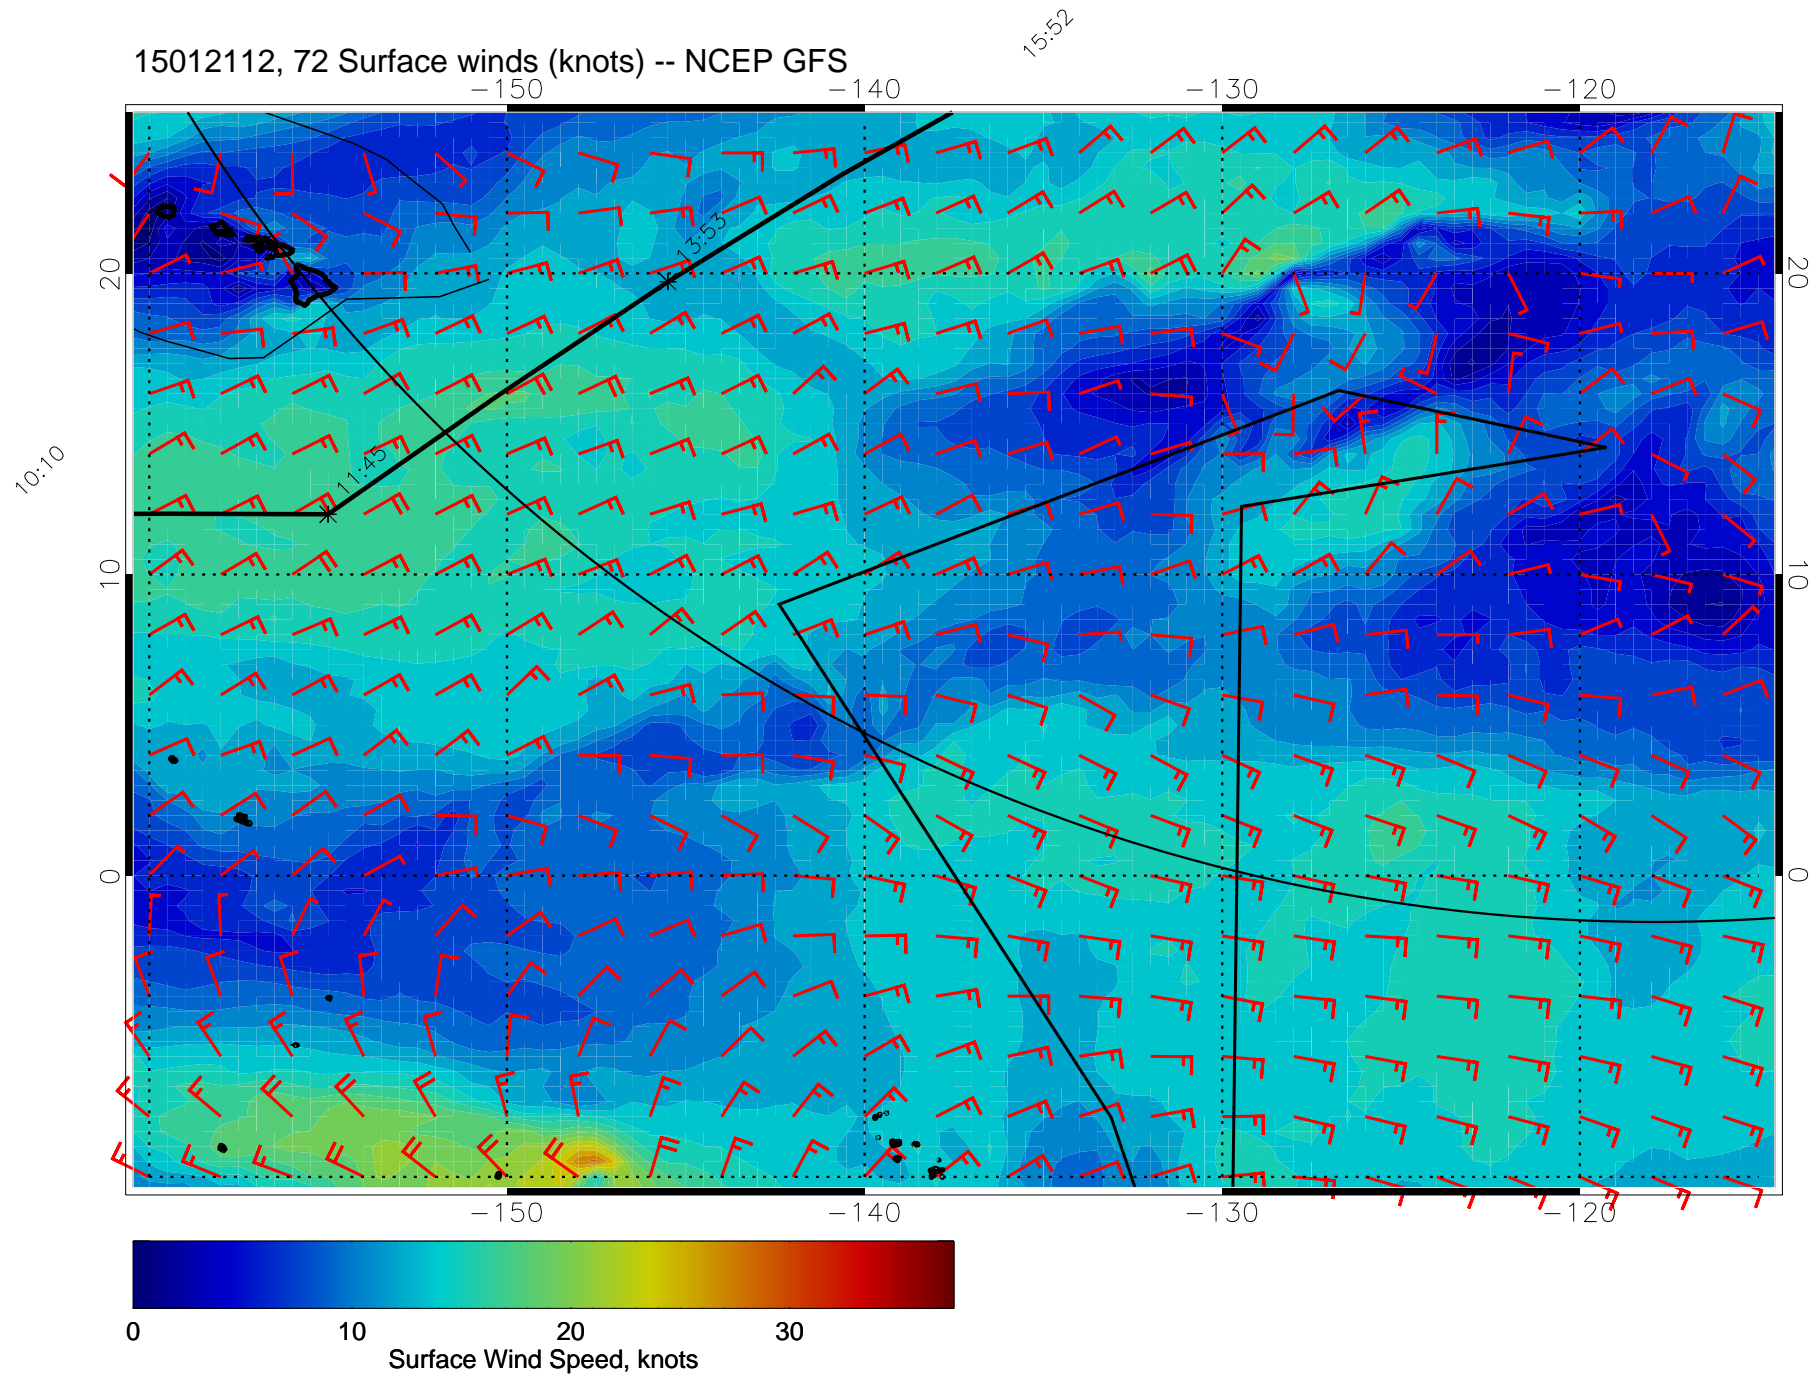 15:52
15012112, 72 Surface winds (knots) -- NCEP GFS
-150 -140 -130 -120
13:53
20 20
11:45
10:10
10 10
0 0
-150 -140 -130 -120
0 10 20 30
Surface Wind Speed, knots